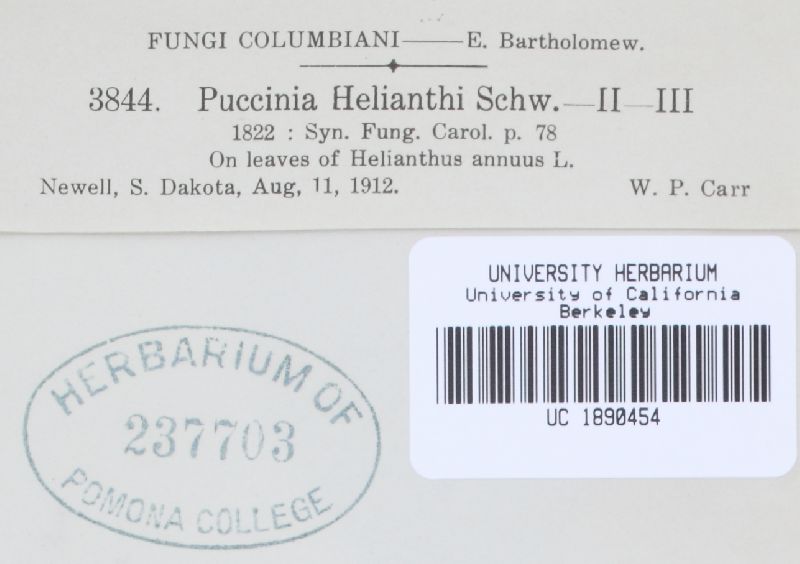 FUNGI COLUMBIANI——E. Bartholomew.
3844. Puccinia Helianthi Schw.—II—III
1822 : Syn. Fung. Carol. p. 78
On leaves of Helianthus annuus L.
Newell, S. Dakota, Aug, 11, 1912. W. P. Carr
UNIVERSITY HERBARIUM
University of California
Berkeley
UC 1890454
HERBARIUM OF
237703
POMONA COLLEGE